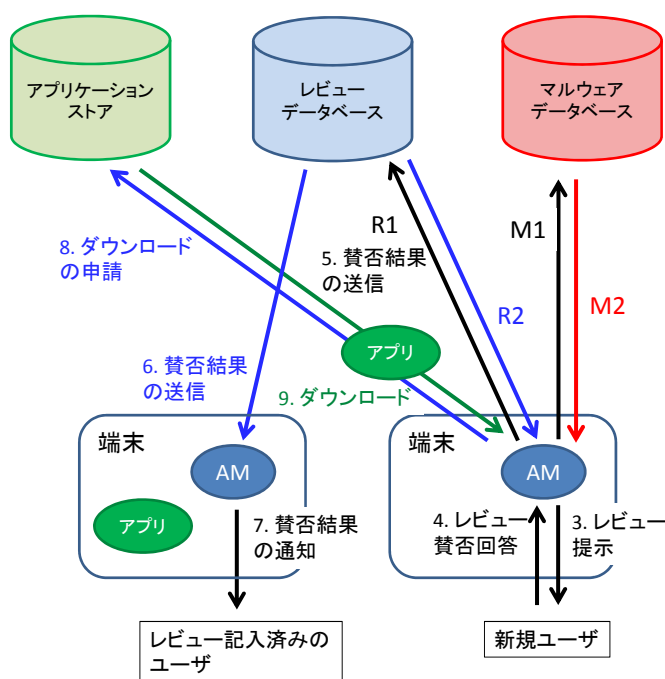 アプリケーション
ストア
レビュー
データベース
マルウェア
データベース
R1
M1
8. ダウンロード
の申請
5. 賛否結果
の送信
R2
M2
6. 賛否結果
の送信
アプリ
9. ダウンロード
端末
AM
アプリ
7. 賛否結果
の通知
端末
AM
4. レビュー
賛否回答
3. レビュー
提示
レビュー記入済みの
ユーザ
新規ユーザ